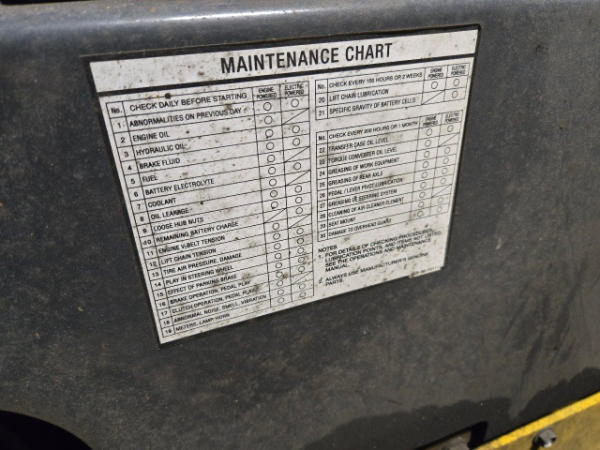 MAINTENANCE CHART
No. CHECK DAILY BEFORE STARTING ENGINE POWERED ELECTRIC POWERED
1 ABNORMALITIES ON PREVIOUS DAY
2 ENGINE OIL
3 HYDRAULIC OIL
4 BRAKE FLUID
5 FUEL
6 BATTERY ELECTROLYTE
7 COOLANT
8 OIL LEAKAGE
9 LOOSE HUB NUTS
10 REMAINING BATTERY CHARGE
11 ENGINE V-BELT TENSION
12 LIFT CHAIN TENSION
13 TIRE AIR PRESSURE, DAMAGE
14 PLAY IN STEERING WHEEL
15 EFFECT OF PARKING BRAKE
16 BRAKE OPERATION, PEDAL PLAY
17 CLUTCH OPERATION, PEDAL PLAY
18 ABNORMAL NOISE, SMELL, VIBRATION
19 METERS, LAMP, HORN
No. CHECK EVERY 100 HOURS OR 2 WEEKS ENGINE POWERED ELECTRIC POWERED
20 LIFT CHAIN LUBRICATION
21 SPECIFIC GRAVITY OF BATTERY CELLS
No. CHECK EVERY 200 HOURS OR 1 MONTH ENGINE POWERED ELECTRIC POWERED
22 TRANSFER CASE OIL LEVEL
23 TORQUE CONVERTER OIL LEVEL
24 GREASING OF WORK EQUIPMENT
25 GREASING OF REAR AXLE
26 PEDAL / LEVER PIVOT LUBRICATION
27 GREASING IN STEERING SYSTEM
CLEANING OF AIR CLEANER ELEMENT
SEAT MOUNT
DAMAGE TO OVERHEAD GUARD
NOTES
1. FOR DETAILS OF CHECKING PROCEDURES,
LUBRICATION POINTS, AND ITEMS NOT LISTED,
SEE THE OPERATIONS AND MAINTENANCE
MANUAL.
2. ALWAYS USE MANUFACTURER'S GENUINE
PARTS.